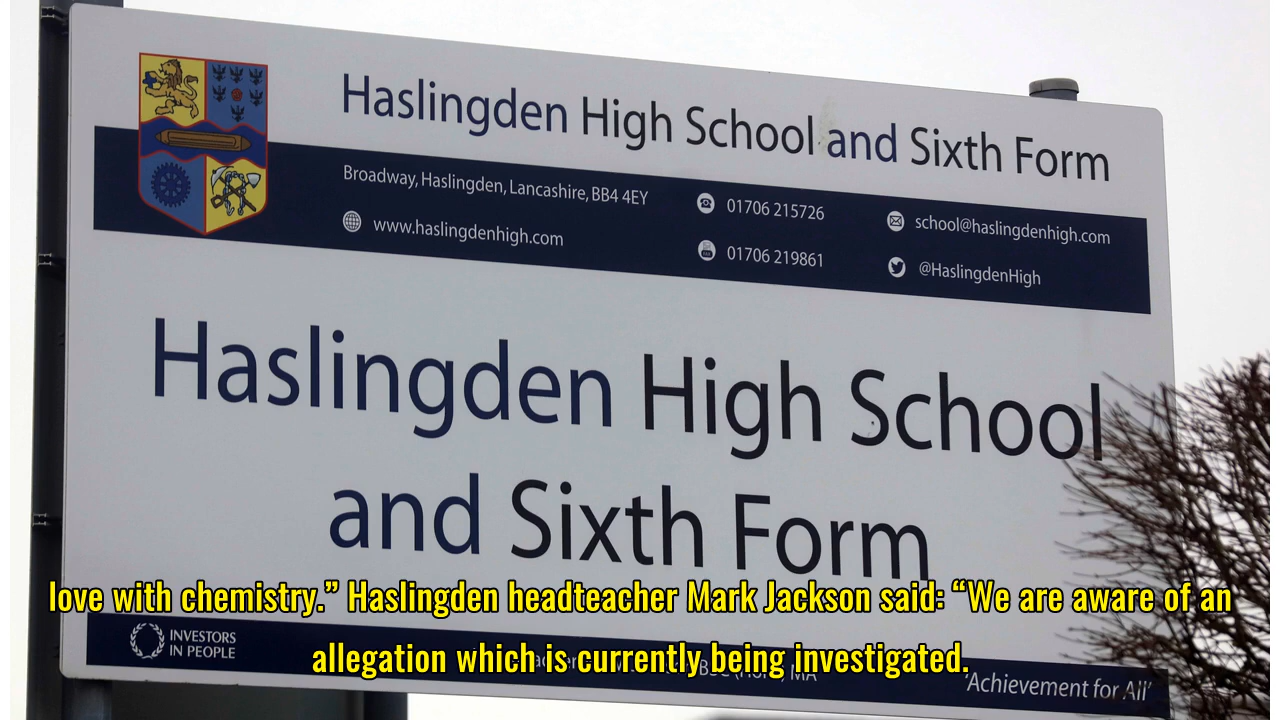 Haslingden High School and Sixth Form
Broadway, Haslingden, Lancashire, BB4 4EY
01706 215726
school@haslingdenhigh.com
www.haslingdenhigh.com
01706 219861
@HaslingdenHigh
Haslingden High School
and Sixth Form
love with chemistry.” Haslingden headteacher Mark Jackson said: “We are aware of an
allegation which is currently being investigated.
INVESTORS
IN PEOPLE
MA
'Achievement for All'